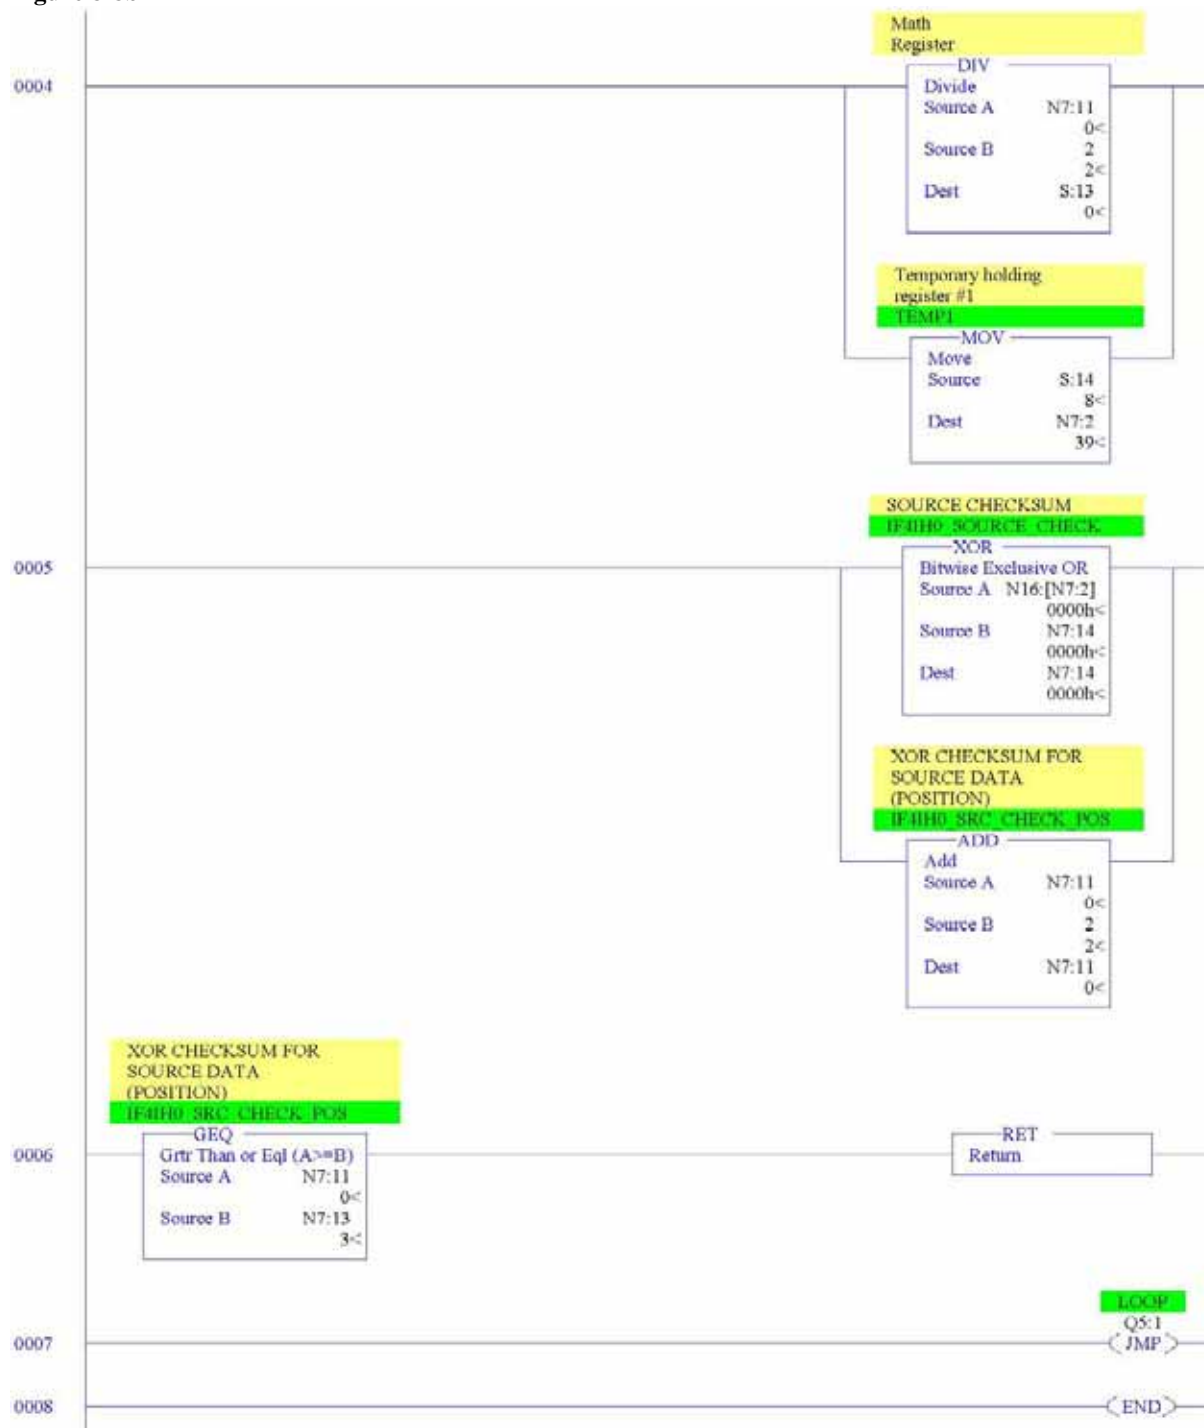 Math
Register
DIV
0004
Divide
Source A N7:11
0<
Source B 2
2<
Dest S:13
0<
Temporary holding
register #1
TEMP1
MOV
Move
Source S:14
8<
Dest N7:2
39<
SOURCE CHECKSUM
IF4IH0_SOURCE_CHECK
XOR
0005
Bitwise Exclusive OR
Source A N16:[N7:2]
0000h<
Source B N7:14
0000h<
Dest N7:14
0000h<
XOR CHECKSUM FOR
SOURCE DATA
(POSITION)
IF4IH0_SRC_CHECK_POS
ADD
Add
Source A N7:11
0<
Source B 2
2<
Dest N7:11
0<
XOR CHECKSUM FOR
SOURCE DATA
(POSITION)
IF4IH0_SRC_CHECK_POS
GEQ
RET
0006
Grtr Than or Eql (A>=B)
Return
Source A N7:11
0<
Source B N7:13
3<
LOOP
Q5:1
0007
JMP
0008
END